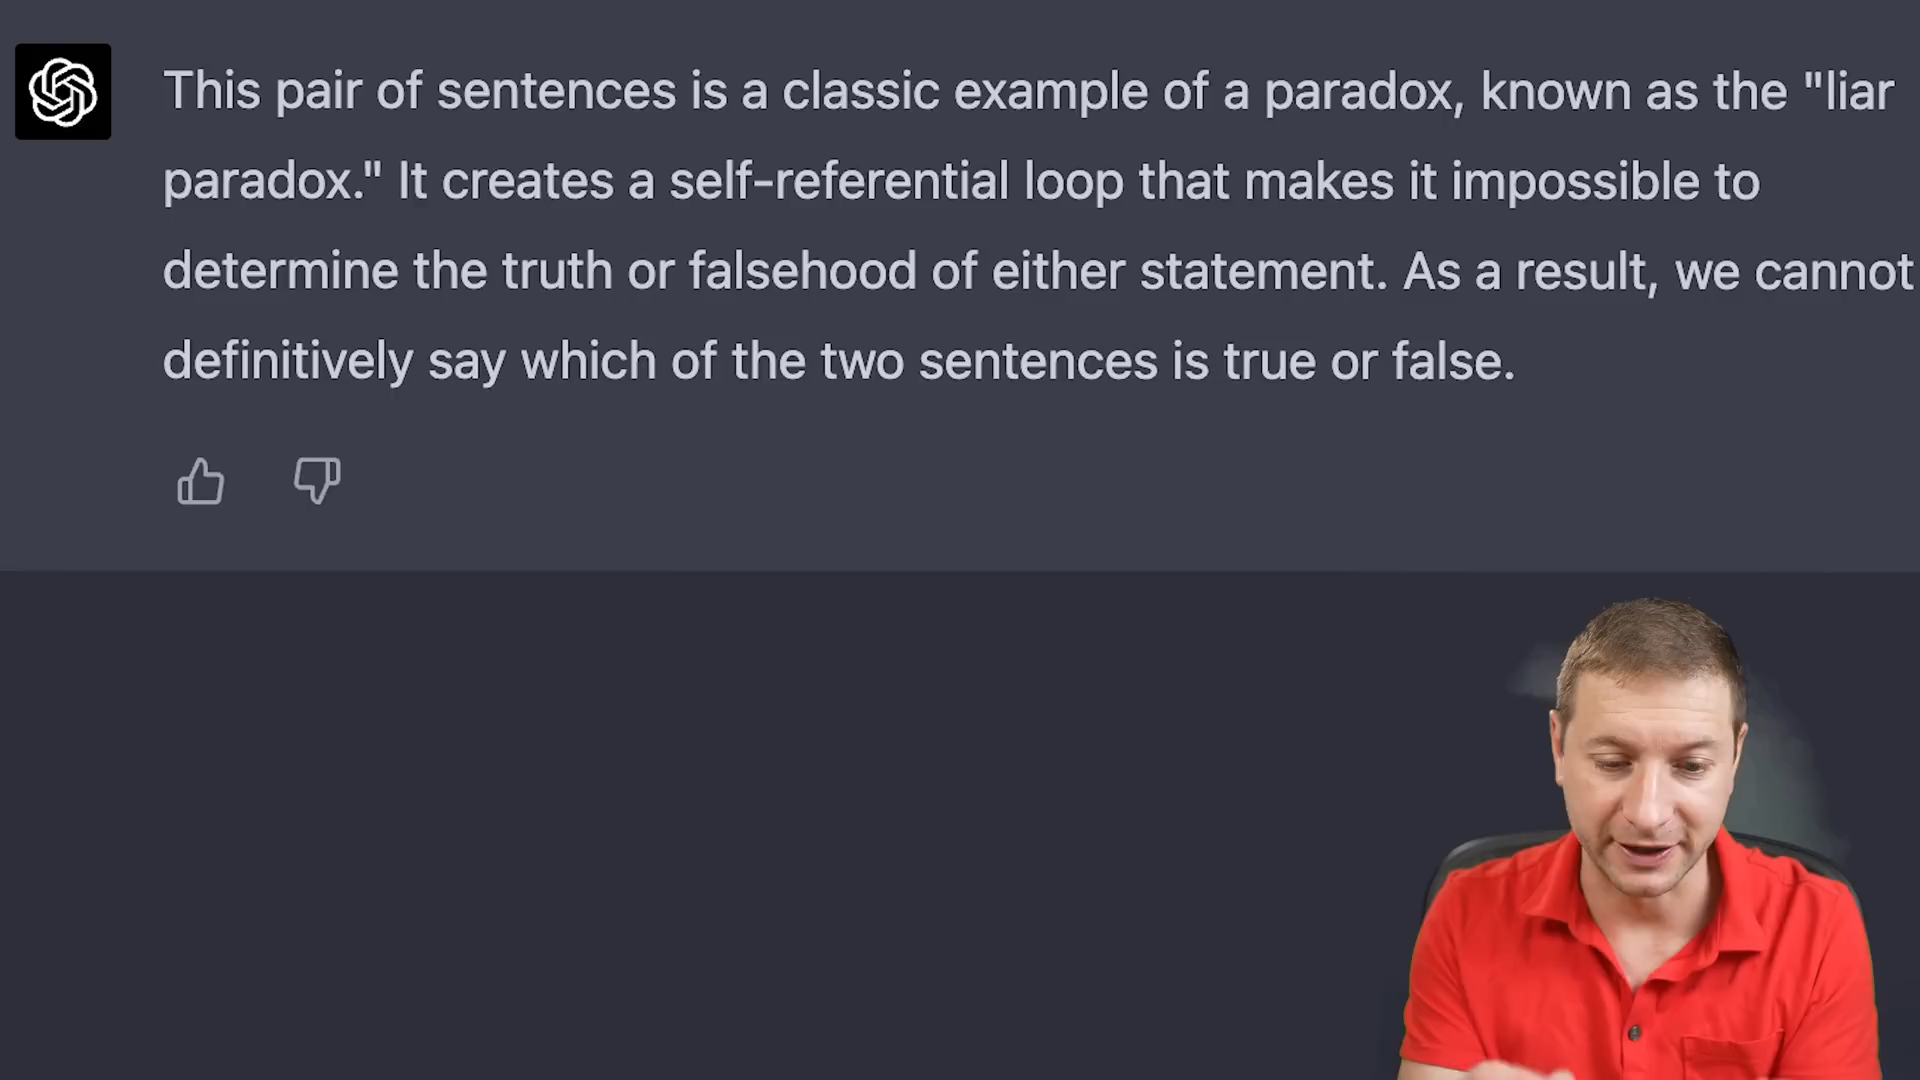 This pair of sentences is a classic example of a paradox, known as the "liar
paradox." It creates a self-referential loop that makes it impossible to
determine the truth or falsehood of either statement. As a result, we cannot
definitively say which of the two sentences is true or false.